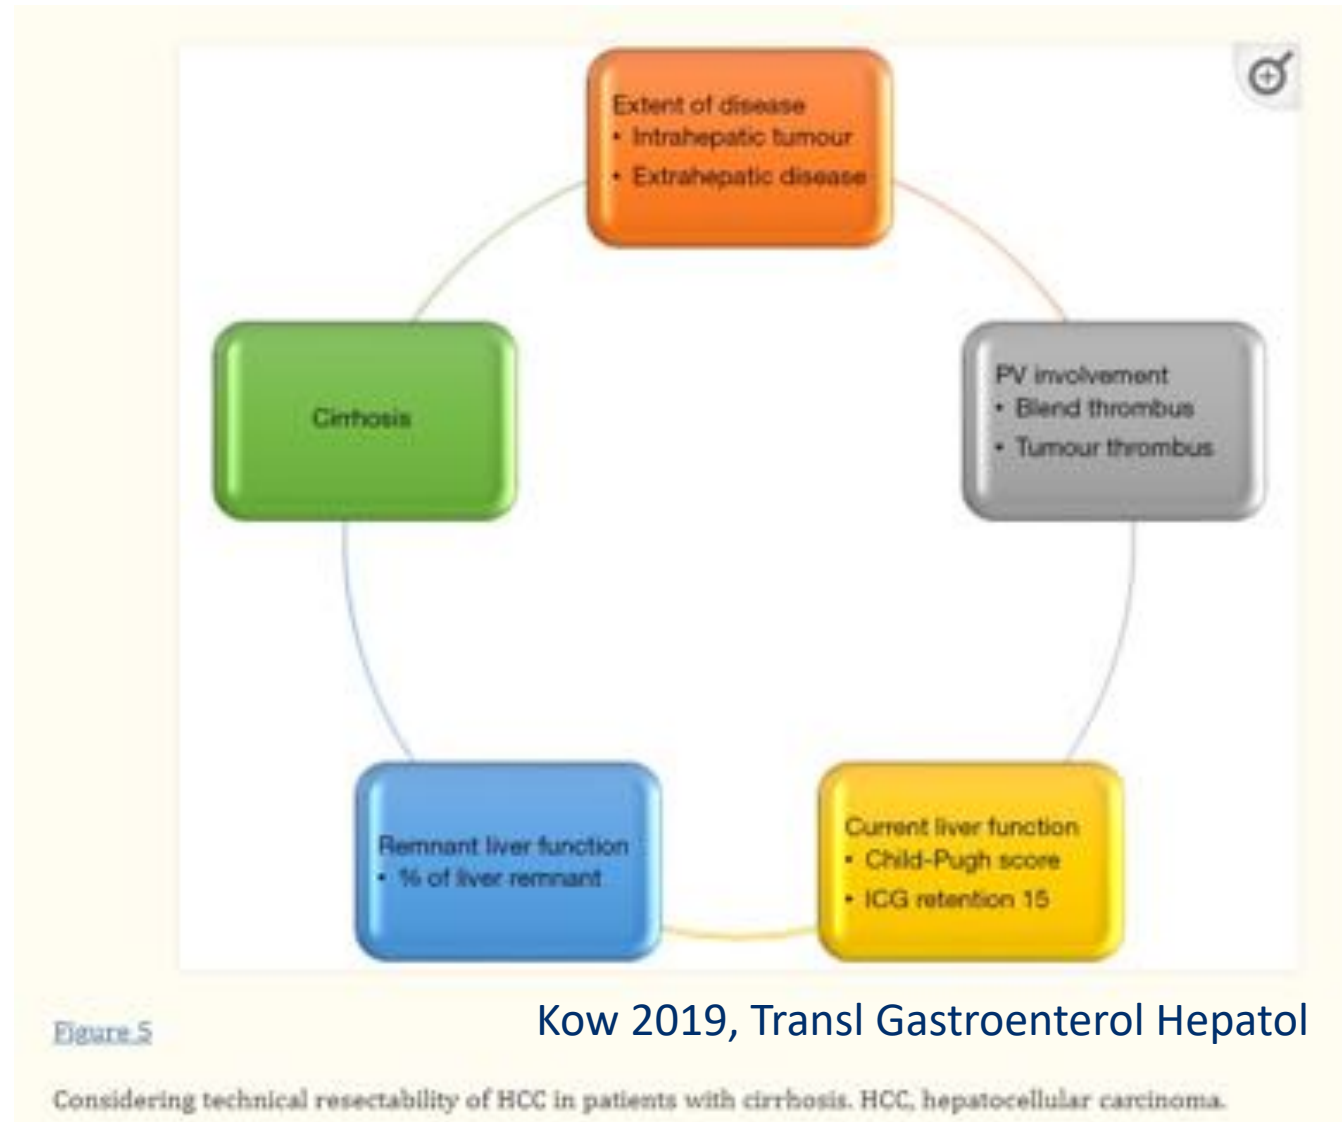 Extent of disease
• Intrahepatic tumour
• Extrahepatic disease
PV involvement
• Blend thrombus
• Tumour thrombus
Current liver function
• Child-Pugh score
• ICG retention 15
Remnant liver function
• % of liver remnant
Cirrhosis
Kow 2019, Transl Gastroenterol Hepatol
Figure 5
Considering technical resectability of HCC in patients with cirrhosis. HCC, hepatocellular carcinoma.